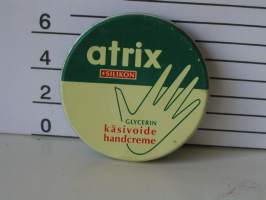 6
4
2
0
atrix
+SILIKON
GLYCERIN
käsivoide
handcreme